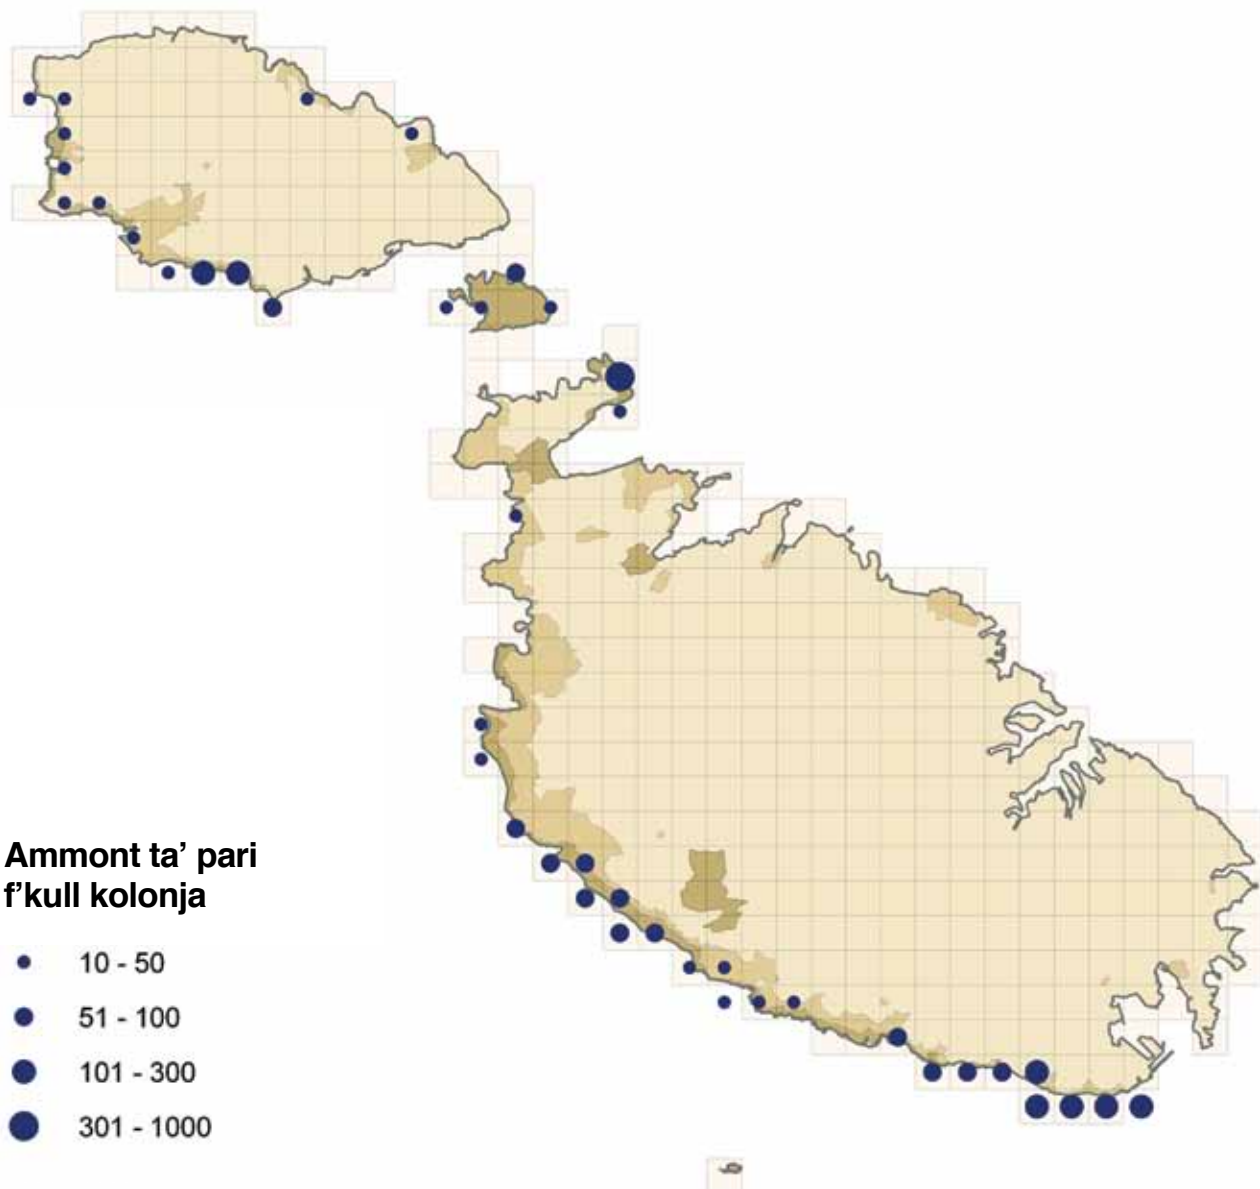 Ammont ta’ pari
f’kull kolonja
10 - 50
51 - 100
101 - 300
301 - 1000